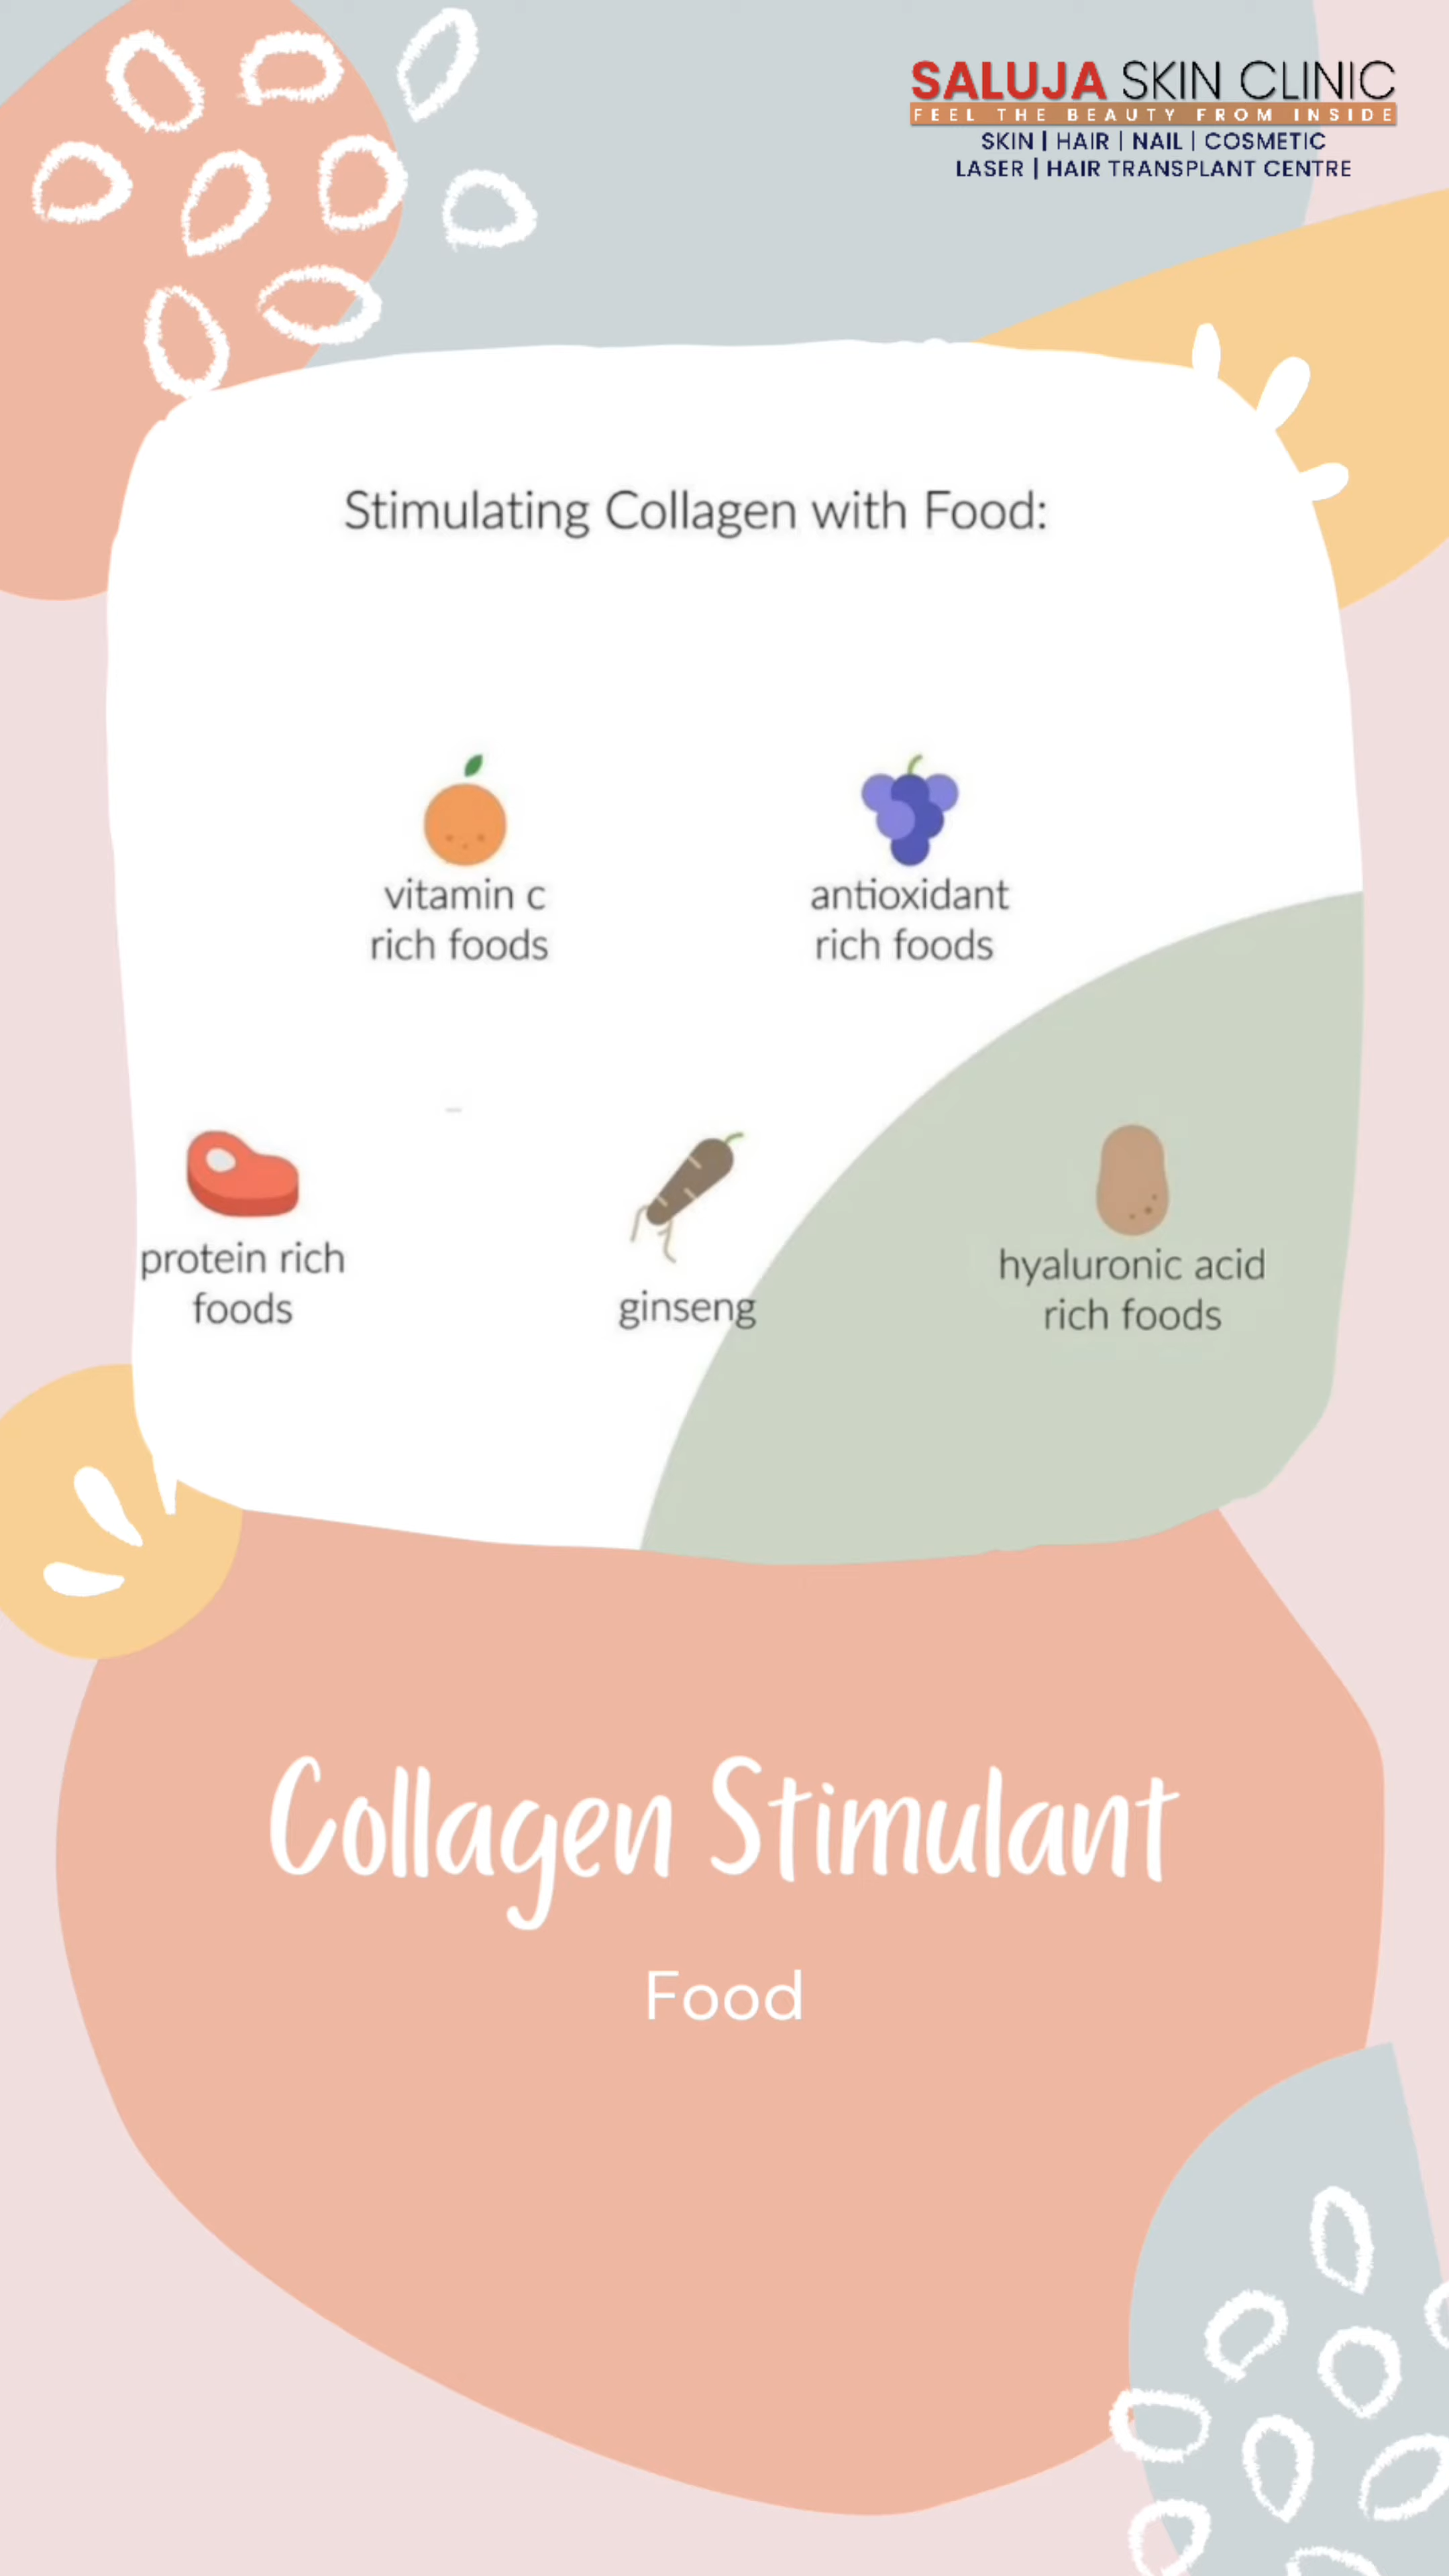 SALUJA SKIN CLINIC
FEEL THE BEAUTY FROM INSIDE
SKIN | HAIR | NAIL | COSMETIC
LASER | HAIR TRANSPLANT CENTRE
Stimulating Collagen with Food:
vitamin c
rich foods
antioxidant
rich foods
protein rich
foods
ginseng
hyaluronic acid
rich foods
Collagen Stimulant
Food